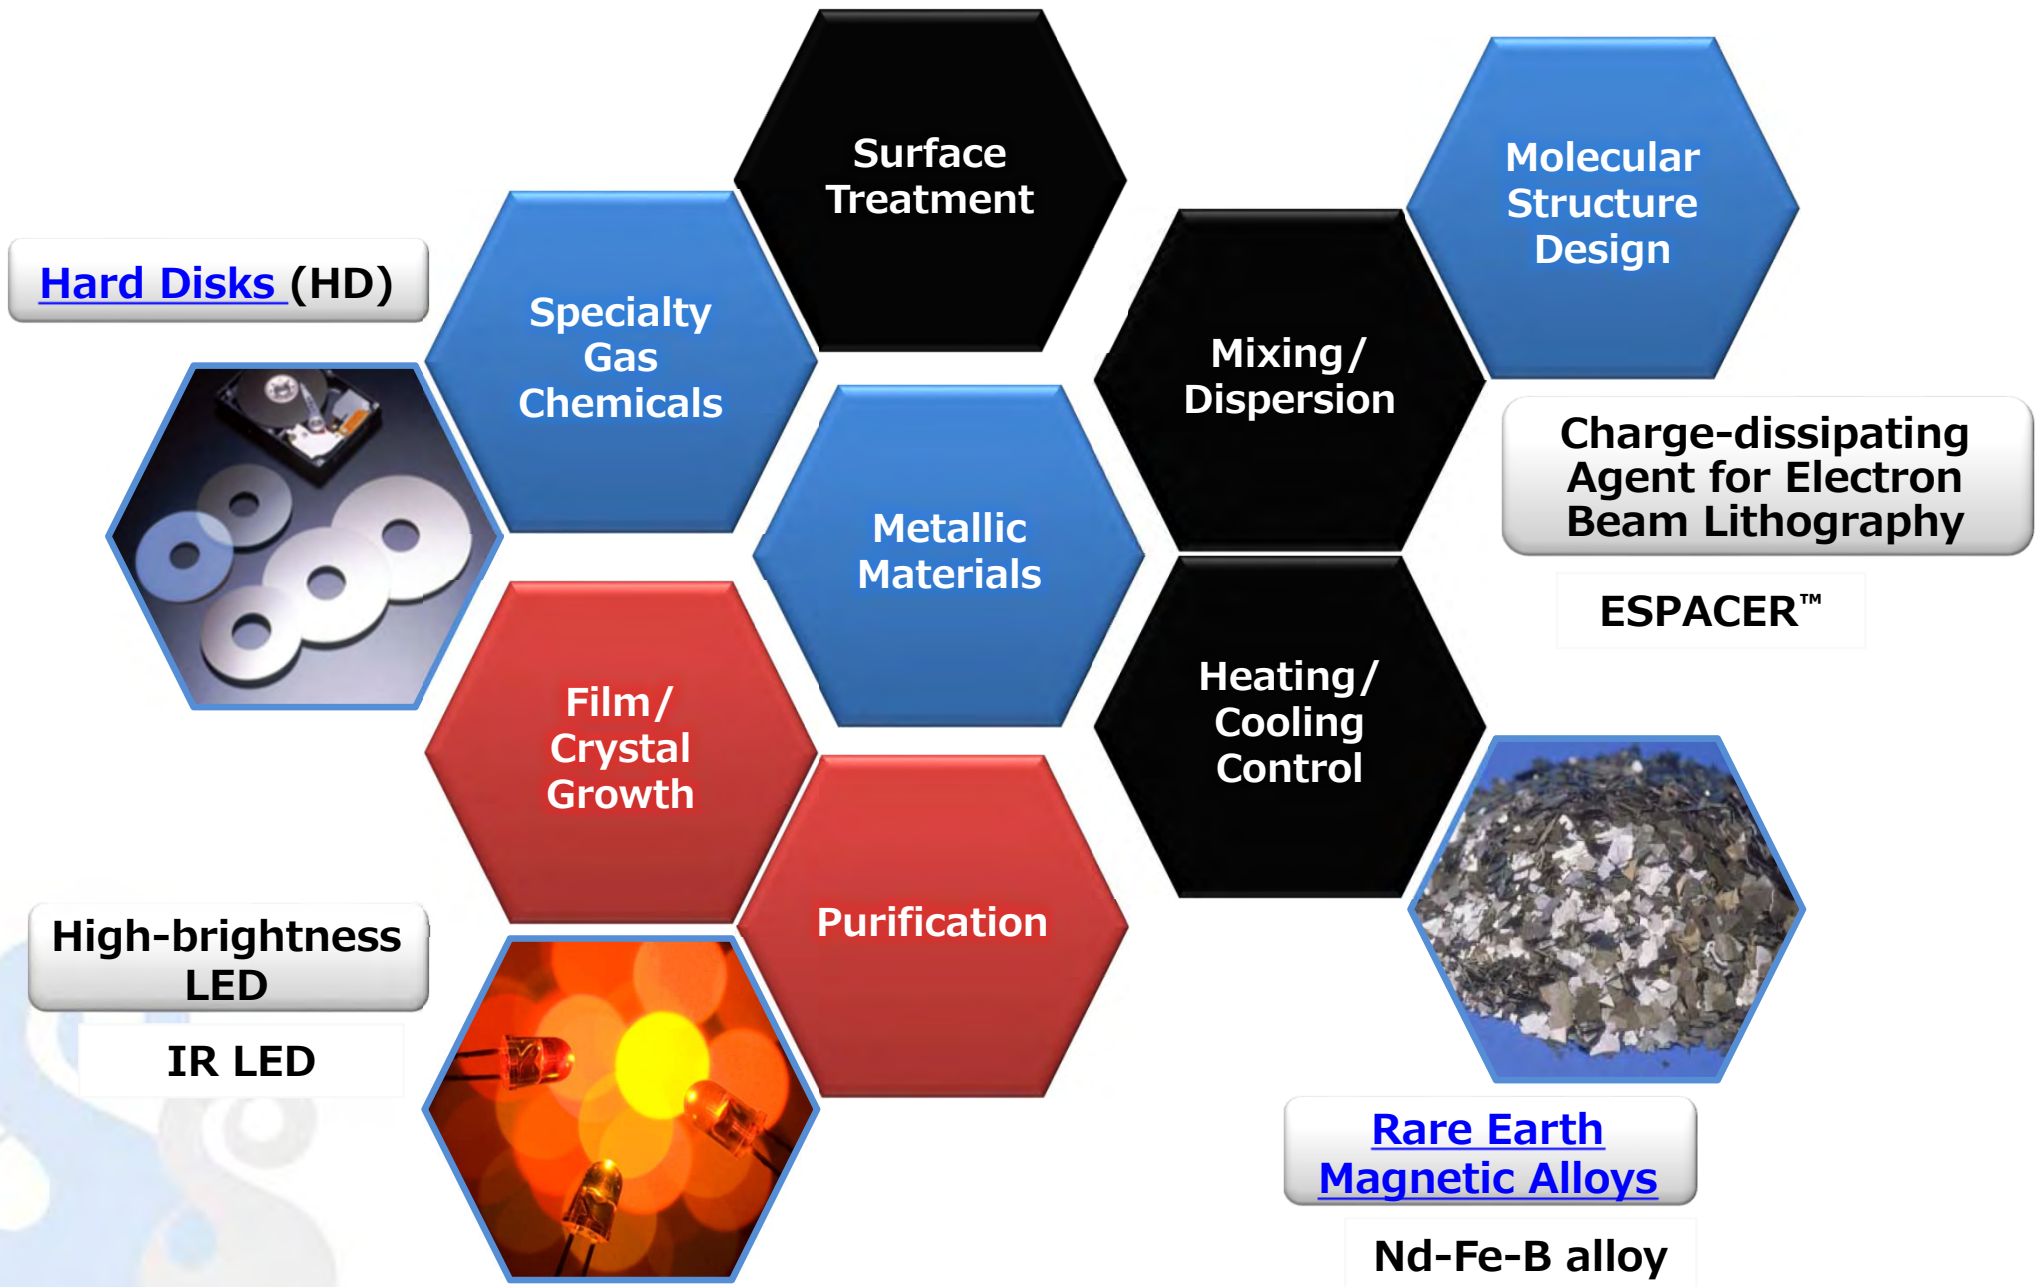 Surface
Treatment
Molecular
Structure
Design
Hard Disks (HD)
Specialty
Gas
Chemicals
Mixing/
Dispersion
Charge-dissipating
Agent for Electron
Beam Lithography
Metallic
Materials
ESPACER™
Film/
Crystal
Growth
Heating/
Cooling
Control
High-brightness
LED
Purification
IR LED
Rare Earth
Magnetic Alloys
Nd-Fe-B alloy